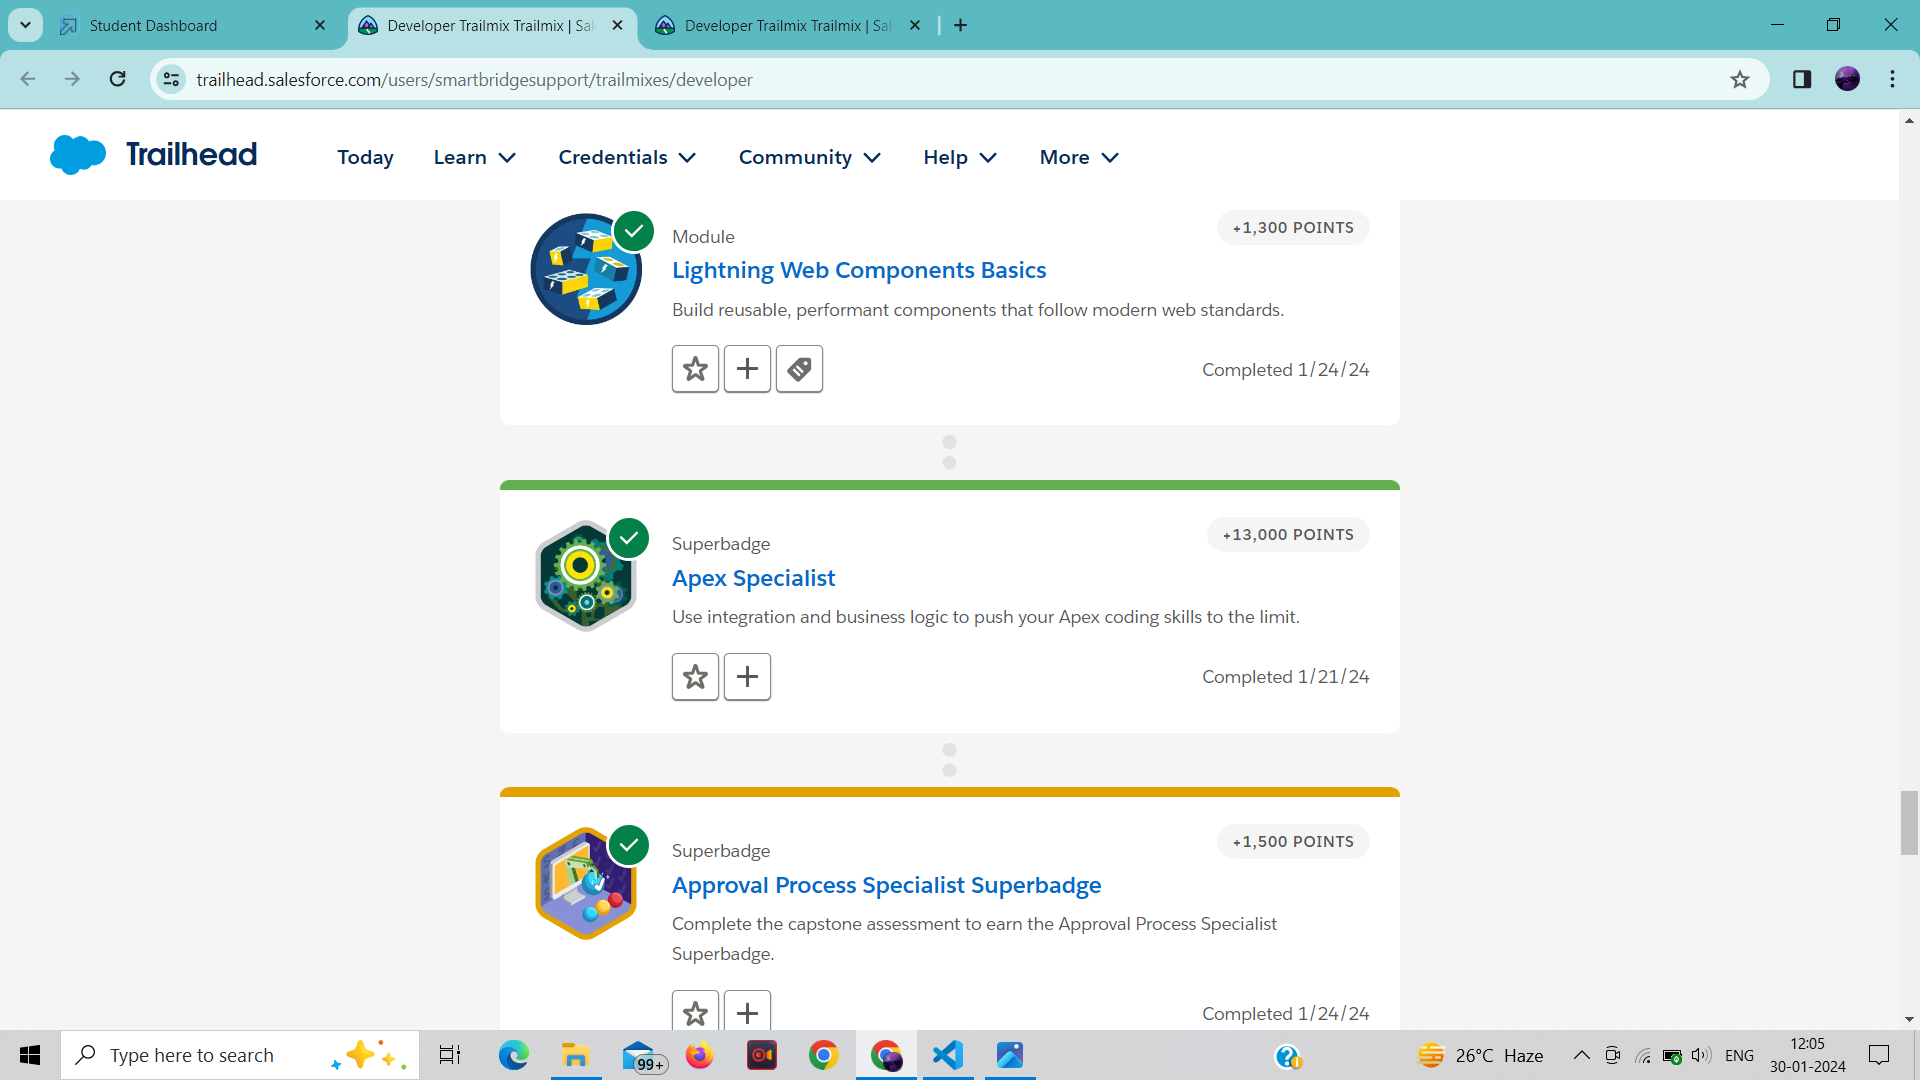 Student Dashboard
Developer Trailmix Trailmix | Sal
Developer Trailmix Trailmix | Sal
trailhead.salesforce.com/users/smartbridgesupport/trailmixes/developer
Trailhead
Today
Learn
Credentials
Community
Help
More
Module
+1,300 POINTS
Lightning Web Components Basics
Build reusable, performant components that follow modern web standards.
Completed 1/24/24
Superbadge
+13,000 POINTS
Apex Specialist
Use integration and business logic to push your Apex coding skills to the limit.
Completed 1/21/24
Superbadge
+1,500 POINTS
Approval Process Specialist Superbadge
Complete the capstone assessment to earn the Approval Process Specialist
Superbadge.
Completed 1/24/24
Type here to search
99+
26°C Haze
ENG
12:05
30-01-2024